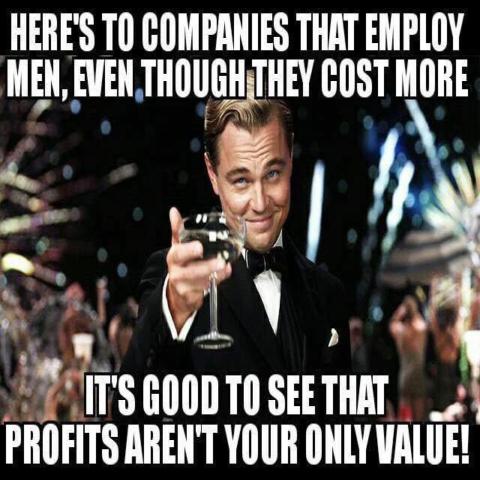 HERE'S TO COMPANIES THAT EMPLOY
MEN, EVEN THOUGH THEY COST MORE
IT'S GOOD TO SEE THAT
PROFITS AREN'T YOUR ONLY VALUE!